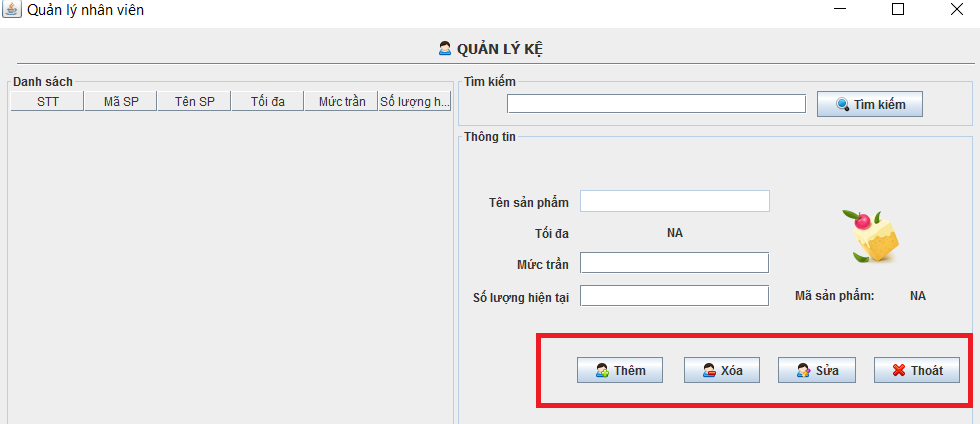 Quản lý nhân viên
QUẢN LÝ KỆ
Danh sách
STT Mã SP Tên SP Tối đa Mức trần Số lượng h...
Tìm kiếm
Tìm kiếm
Thông tin
Tên sản phẩm
Tối đa NA
Mức trần
Số lượng hiện tại
Mã sản phẩm: NA
Thêm Xóa Sửa Thoát